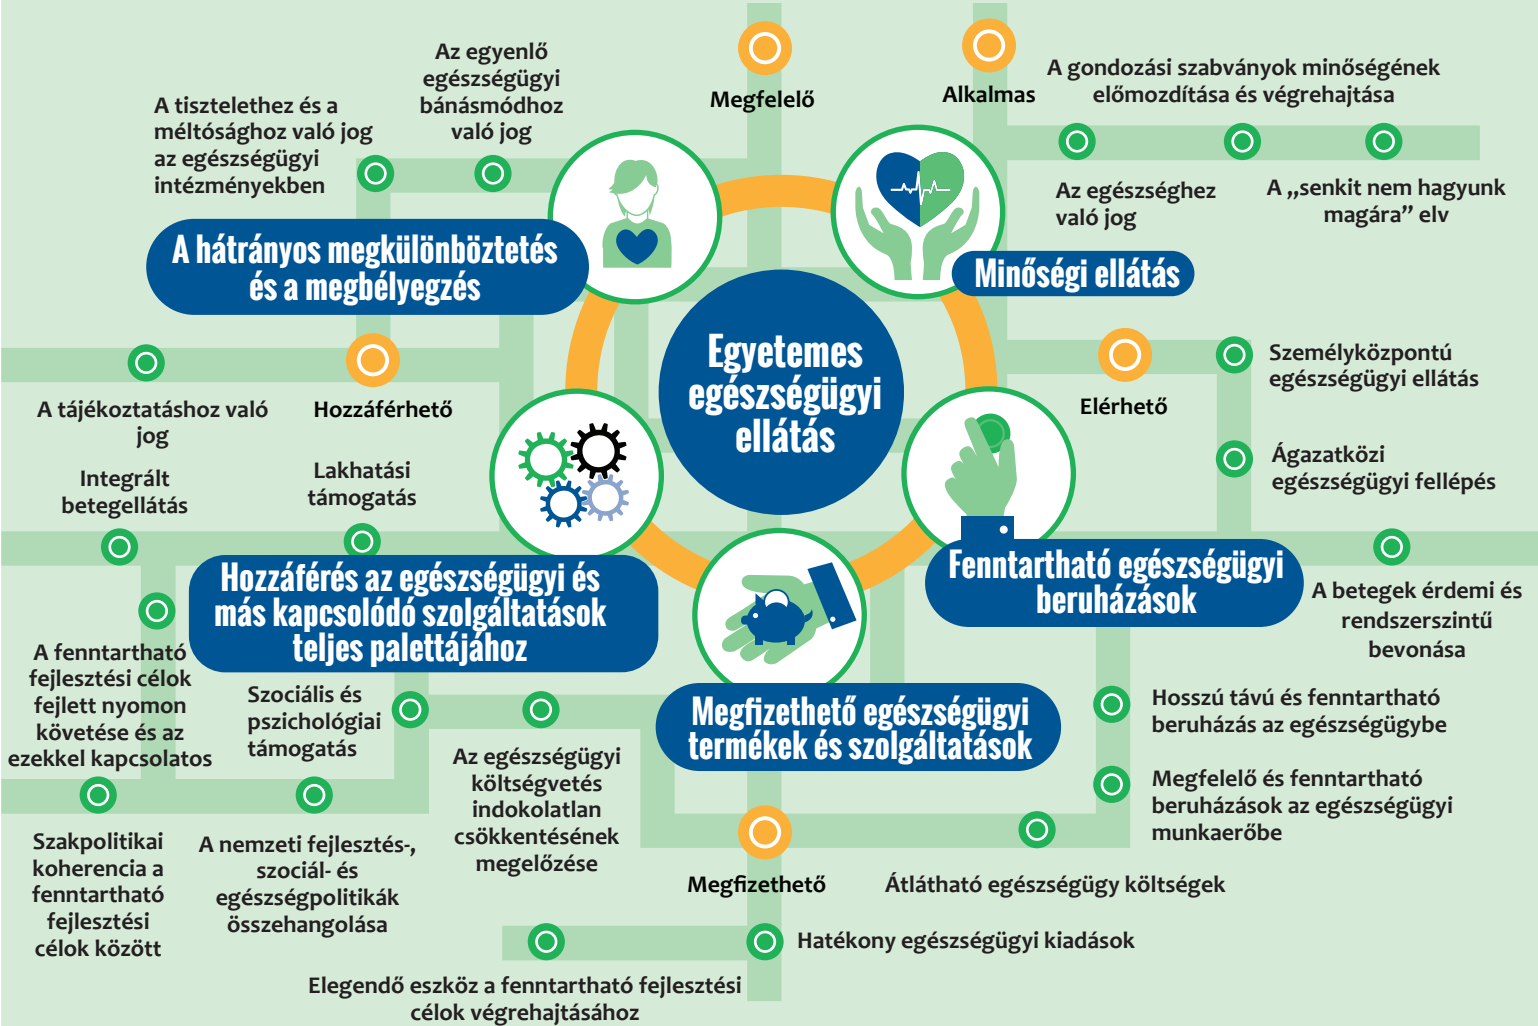 Az egyenlő
egészségügyi
bánásmódhoz
való jog
A tisztelethez és a
méltósághoz való jog
az egészségügyi
intézményekben
Megfelelő
Alkalmas
A gondozási szabványok minőségének
előmozdítása és végrehajtása
Az egészséghez
való jog
A „senkit nem hagyunk
magára” elv
A hátrányos megkülönböztetés
és a megbélyegzés
Minőségi ellátás
Egyetemes
egészségügyi
ellátás
A tájékoztatáshoz való
jog
Hozzáférhető
Elérhető
Személyközpontú
egészségügyi ellátás
Ágazatközi
egészségügyi fellépés
Integrált
betegellátás
Lakhatási
támogatás
Hozzáférés az egészségügyi és
más kapcsolódó szolgáltatások
teljes palettájához
Fenntartható egészségügyi
beruházások
A betegek érdemi és
rendszerszintű
bevonása
A fenntartható
fejlesztési célok
fejlett nyomon
követése és az
ezekkel kapcsolatos
Szociális és
pszichológiai
támogatás
Megfizethető egészségügyi
termékek és szolgáltatások
Hosszú távú és fenntartható
beruházás az egészségügybe
Az egészségügyi
költségvetés
indokolatlan
csökkentésének
megelőzése
Megfelelő és fenntartható
beruházások az egészségügyi
munkaerőbe
Szakpolitikai
koherencia a
fenntartható
fejlesztési
célok között
A nemzeti fejlesztés-,
szociál- és
egészségpolitikák
összehangolása
Megfizethető
Átlátható egészségügy költségek
Hatékony egészségügyi kiadások
Elegendő eszköz a fenntartható fejlesztési
célok végrehajtásához